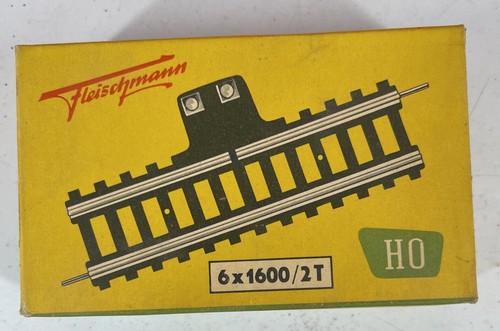 Fleischmann
6x1600/2T
HO